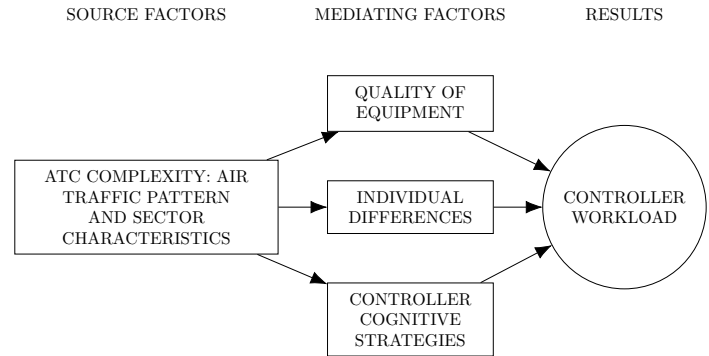 SOURCE FACTORS
MEDIATING FACTORS
RESULTS
QUALITY OF
EQUIPMENT
ATC COMPLEXITY: AIR
TRAFFIC PATTERN
AND SECTOR
CHARACTERISTICS
INDIVIDUAL
DIFFERENCES
CONTROLLER
COGNITIVE
STRATEGIES
CONTROLLER
WORKLOAD